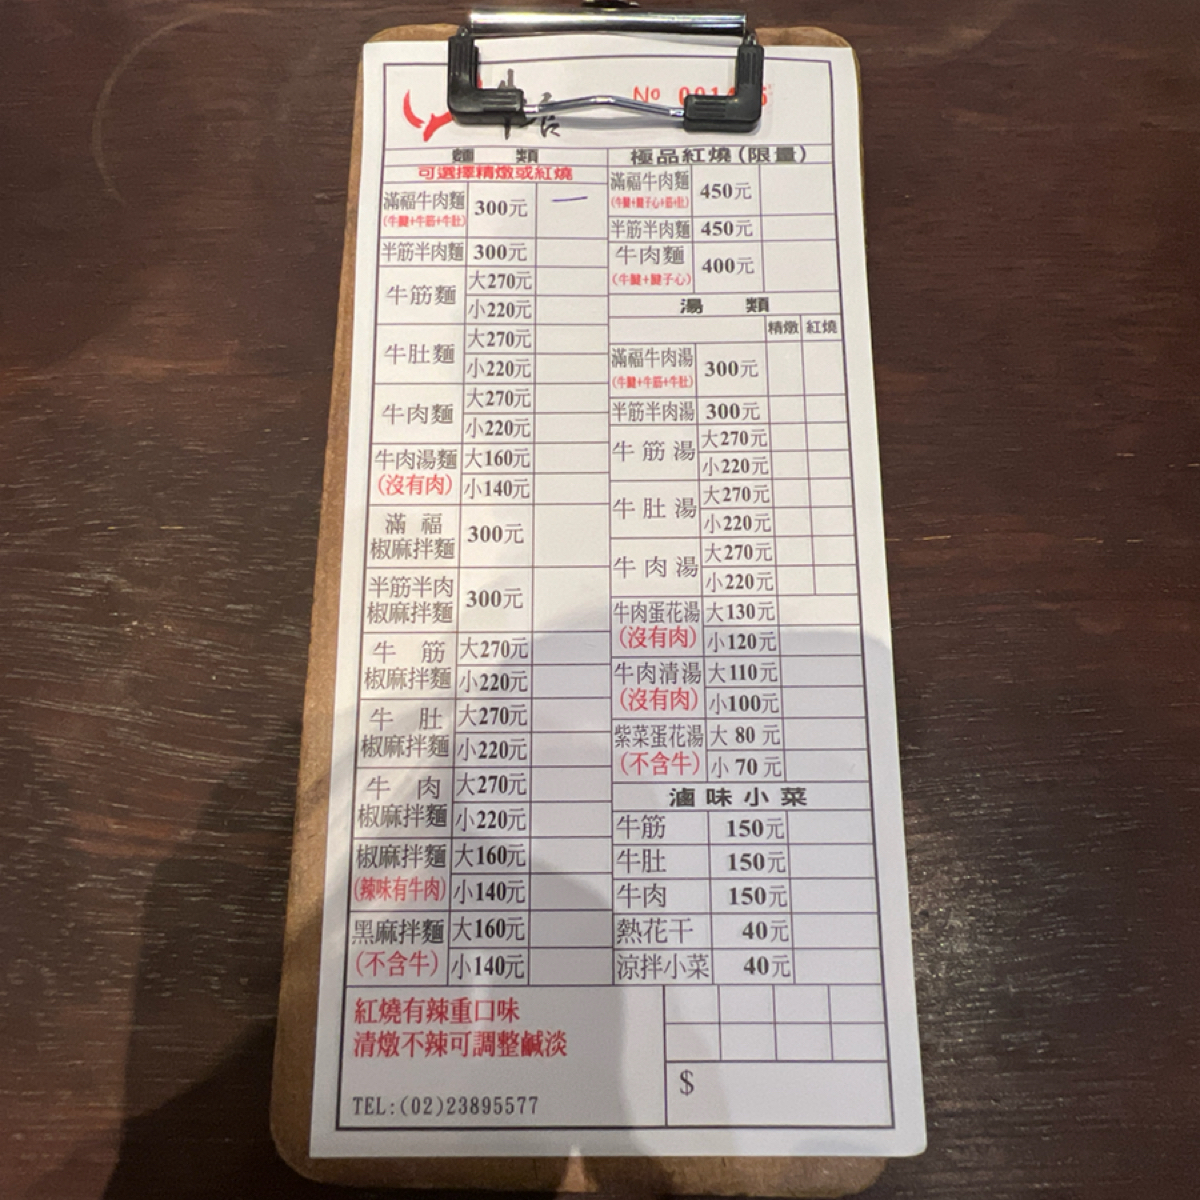 牛店
№ 001
麵 類
可選擇精燉或紅燒
滿福牛肉麵 300元
(牛腱+牛筋+牛肚)
半筋半肉麵 300元
牛筋麵 大270元
小220元
牛肚麵 大270元
小220元
牛肉麵 大270元
小220元
牛肉湯麵 大160元
(沒有肉) 小140元
滿 福
椒麻拌麵 300元
半筋半肉
椒麻拌麵 300元
牛 筋 大270元
椒麻拌麵 小220元
牛 肚 大270元
椒麻拌麵 小220元
牛 肉 大270元
椒麻拌麵 小220元
椒麻拌麵 大160元
(辣味有牛肉) 小140元
黑麻拌麵 大160元
(不含牛) 小140元
極品紅燒(限量)
滿福牛肉麵 450元
(牛腱+腱子心+筋+肚)
半筋半肉麵 450元
牛肉麵 400元
(牛腱+腱子心)
湯 類
精燉 紅燒
滿福牛肉湯 300元
(牛腱+牛筋+牛肚)
半筋半肉湯 300元
牛筋湯 大270元
小220元
牛肚湯 大270元
小220元
牛肉湯 大270元
小220元
牛肉蛋花湯 大130元
(沒有肉) 小120元
牛肉清湯 大110元
(沒有肉) 小100元
紫菜蛋花湯 大 80 元
(不含牛) 小 70 元
滷味小菜
牛筋 150元
牛肚 150元
牛肉 150元
熱花干 40元
涼拌小菜 40元
紅燒有辣重口味
清燉不辣可調整鹹淡
TEL:(02)23895577
$